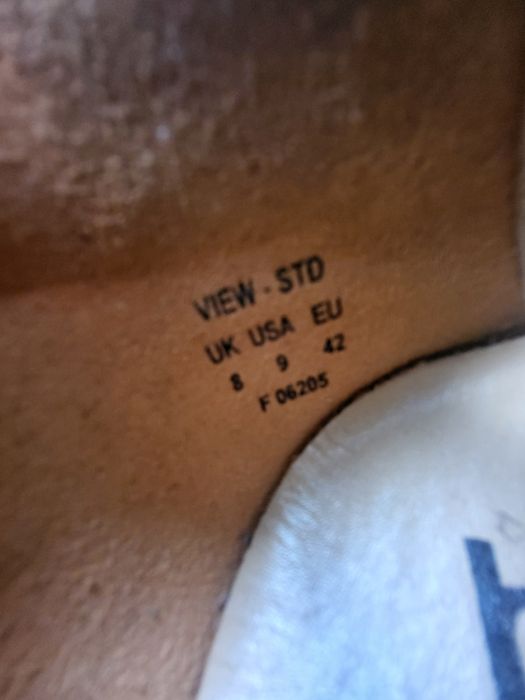 VIEW - STD
UK USA EU
8 9 42
F 06205